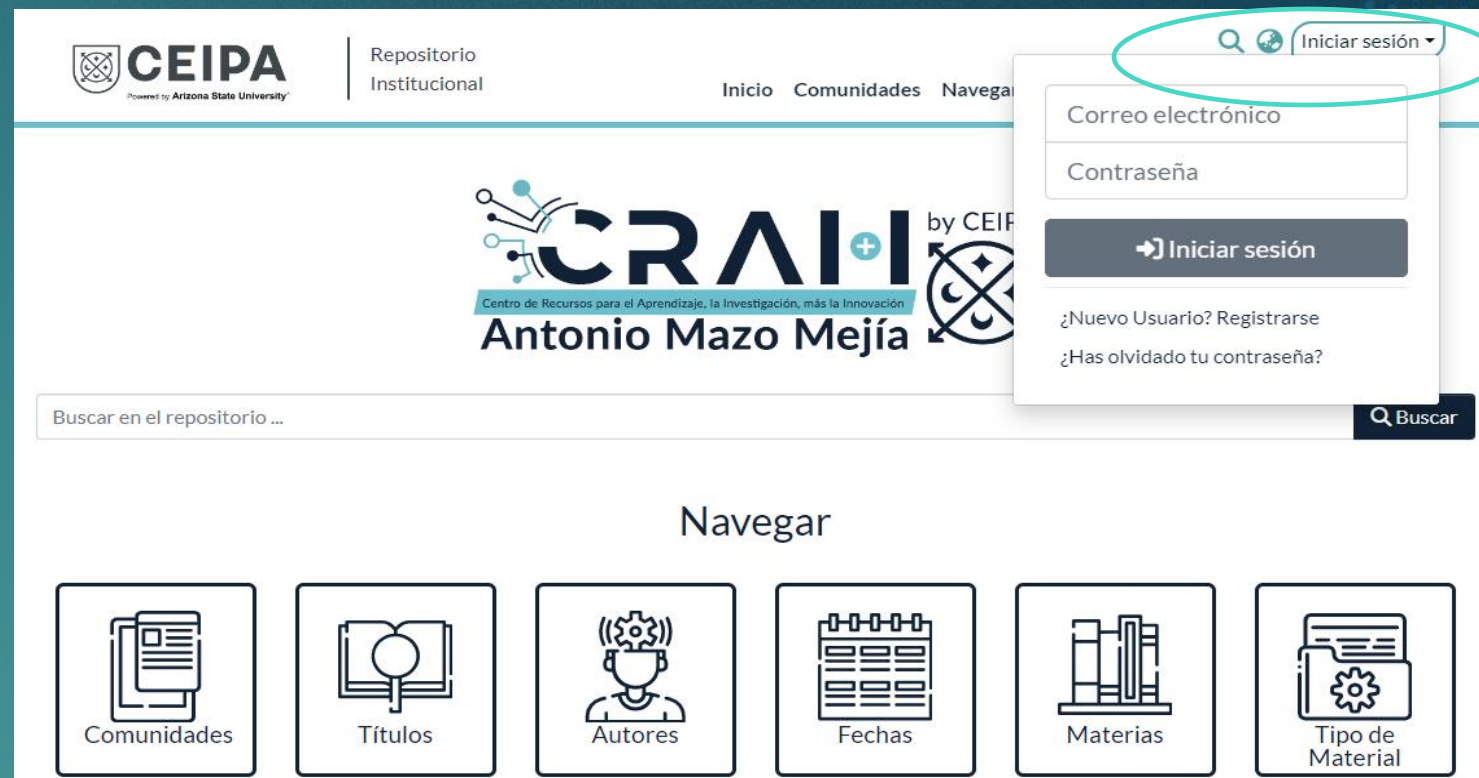 CEIPA
Powered by Arizona State University
Repositorio
Institucional
Inicio Comunidades Navegar
Iniciar sesión
Correo electrónico
Contraseña
Iniciar sesión
¿Nuevo Usuario? Registrarse
¿Has olvidado tu contraseña?
CRAI+I
by CEIP
Centro de Recursos para el Aprendizaje, la Investigación, más la Innovación
Antonio Mazo Mejía
Buscar en el repositorio ...
Buscar
Navegar
Comunidades
Títulos
Autores
Fechas
Materias
Tipo de
Material